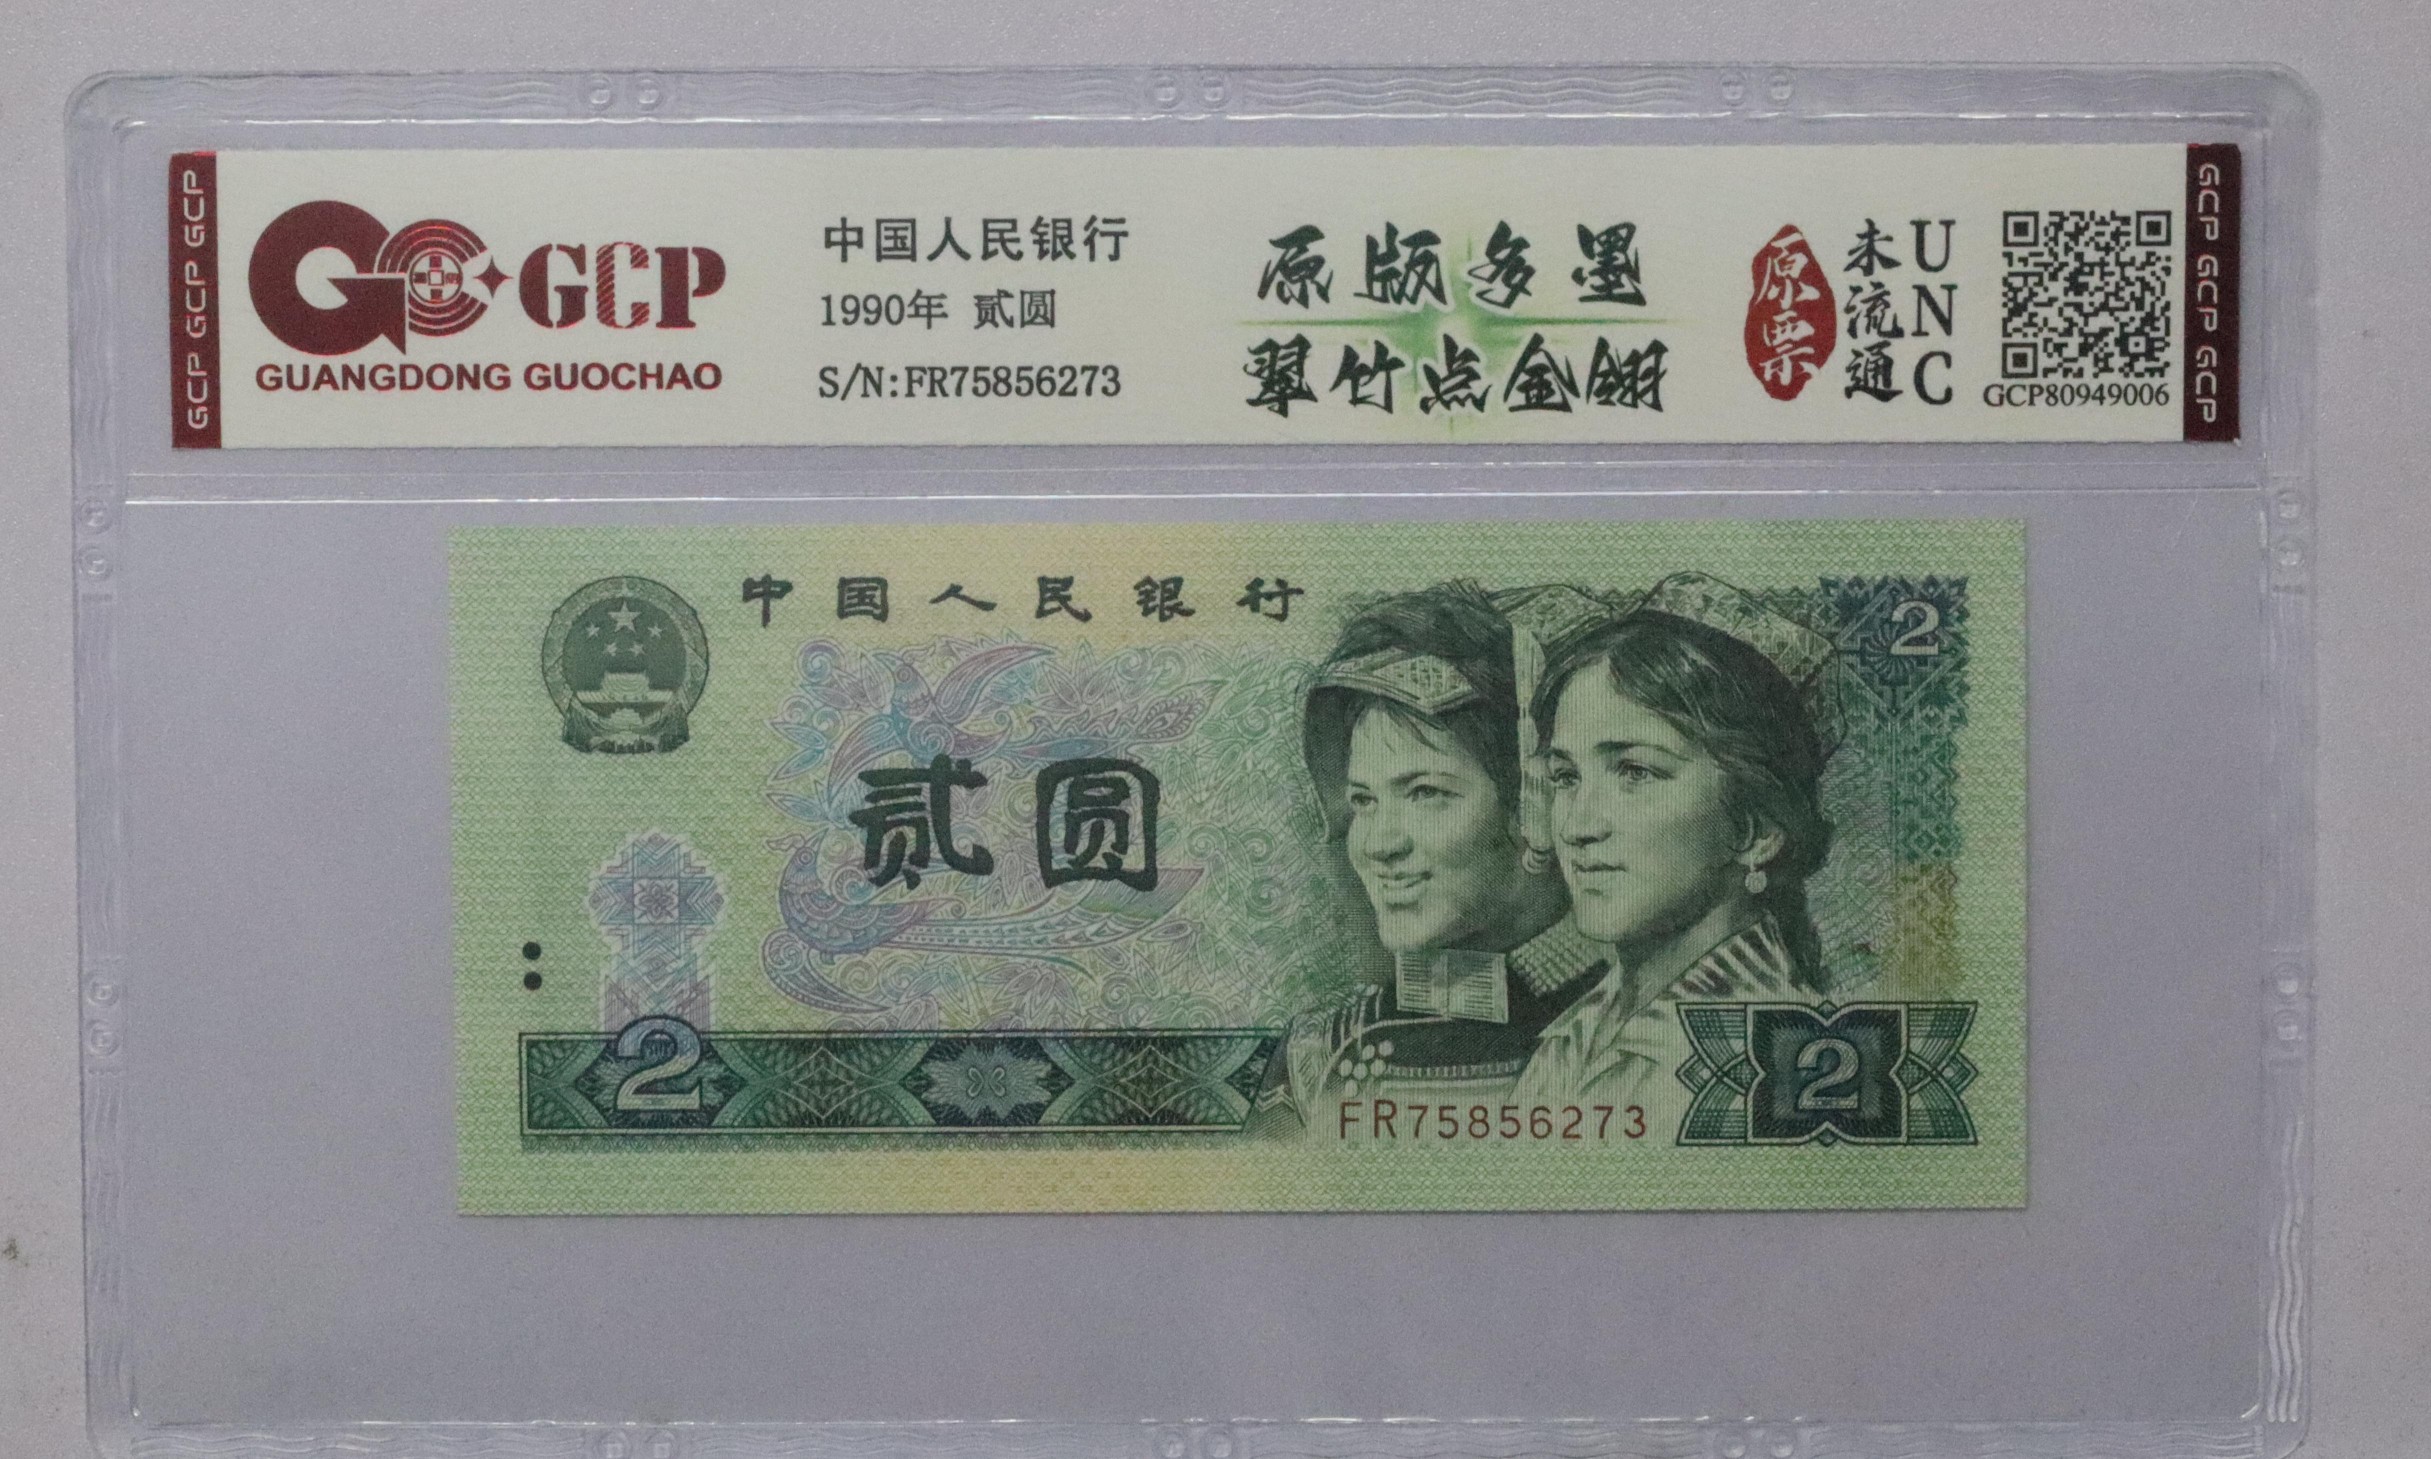 GCP GCP GCP
GCP
GUANGDONG GUOCHAO
中国人民银行
1990年 贰圆
S/N:FR75856273
原版多墨
翠竹点金翎
原票
未流通
UNC
GCP80949006
GCP GCP GCP
中国人民银行
2
贰圆
2
FR75856273
2